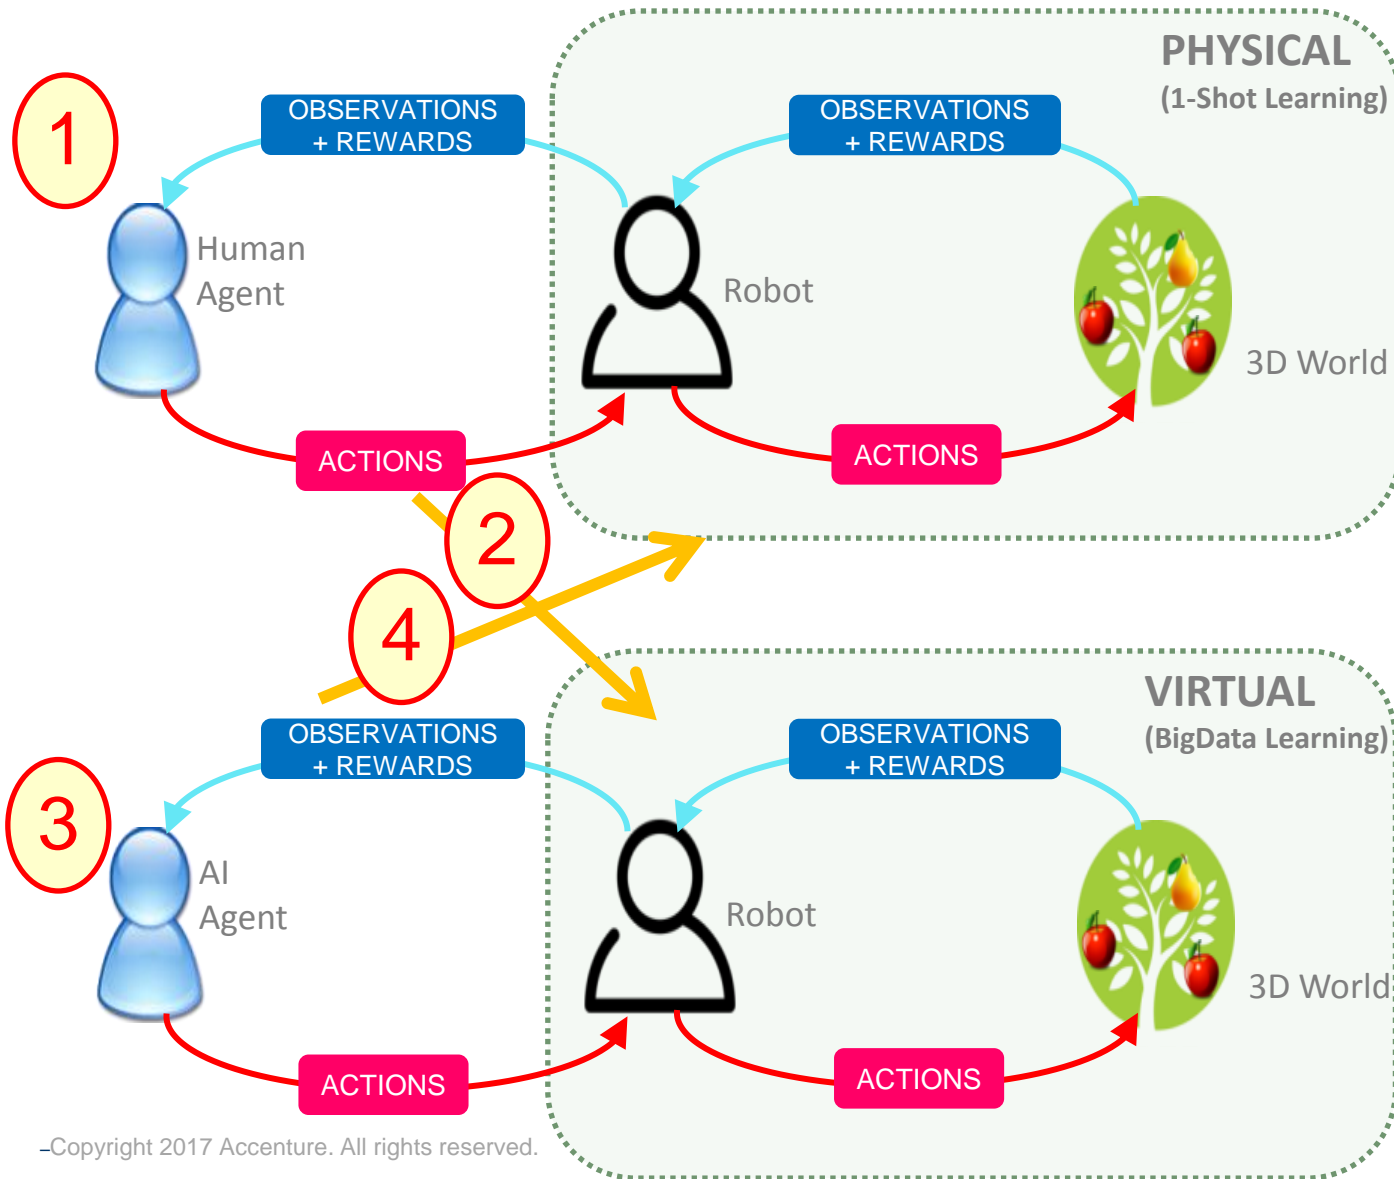 PHYSICAL
(1-Shot Learning)
1
OBSERVATIONS
+ REWARDS
OBSERVATIONS
+ REWARDS
Human
Agent
Robot
3D World
ACTIONS
ACTIONS
2
4
VIRTUAL
(BigData Learning)
OBSERVATIONS
+ REWARDS
OBSERVATIONS
+ REWARDS
3
AI
Agent
Robot
3D World
ACTIONS
ACTIONS
–Copyright 2017 Accenture. All rights reserved.